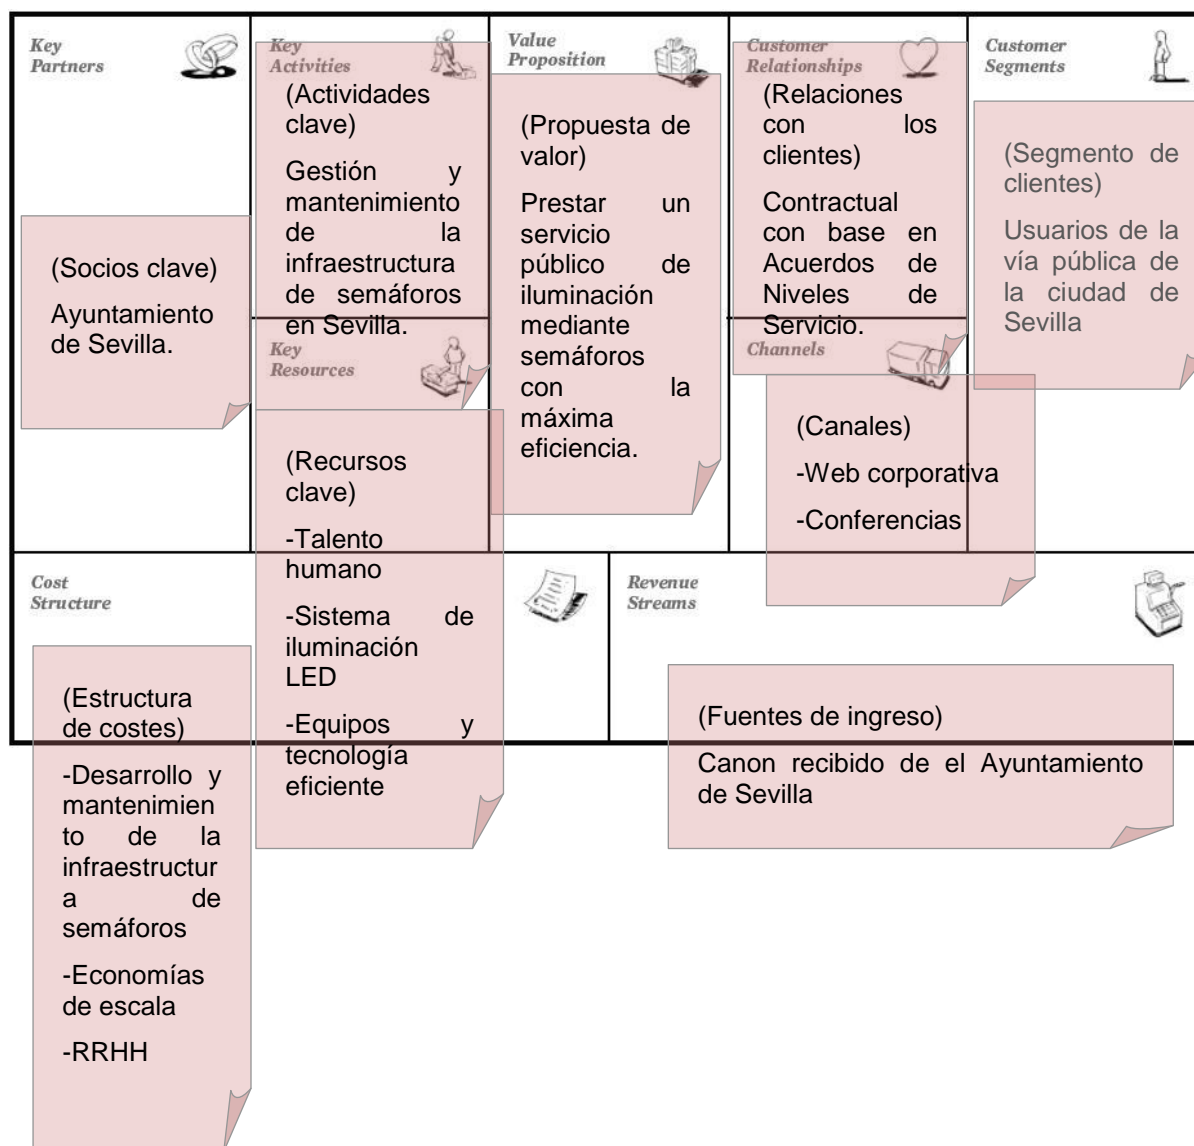 Key
Partners
(Socios clave)
Ayuntamiento
de Sevilla.
Key
Activities
(Actividades
clave)
Gestión y
mantenimiento
de la
infraestructura
de semáforos
en Sevilla.
Key
Resources
(Recursos
clave)
-Talento
humano
-Sistema de
iluminación
LED
-Equipos y
tecnología
eficiente
Value
Proposition
(Propuesta de
valor)
Prestar un
servicio
público de
iluminación
mediante
semáforos
con la
máxima
eficiencia.
Customer
Relationships
(Relaciones
con los
clientes)
Contractual
con base en
Acuerdos de
Niveles de
Servicio.
Channels
(Canales)
-Web corporativa
-Conferencias
Customer
Segments
(Segmento de
clientes)
Usuarios de la
vía pública de
la ciudad de
Sevilla
Cost
Structure
(Estructura
de costes)
-Desarrollo y
mantenimien
to de la
infraestructur
a de
semáforos
-Economías
de escala
-RRHH
Revenue
Streams
(Fuentes de ingreso)
Canon recibido de el Ayuntamiento
de Sevilla